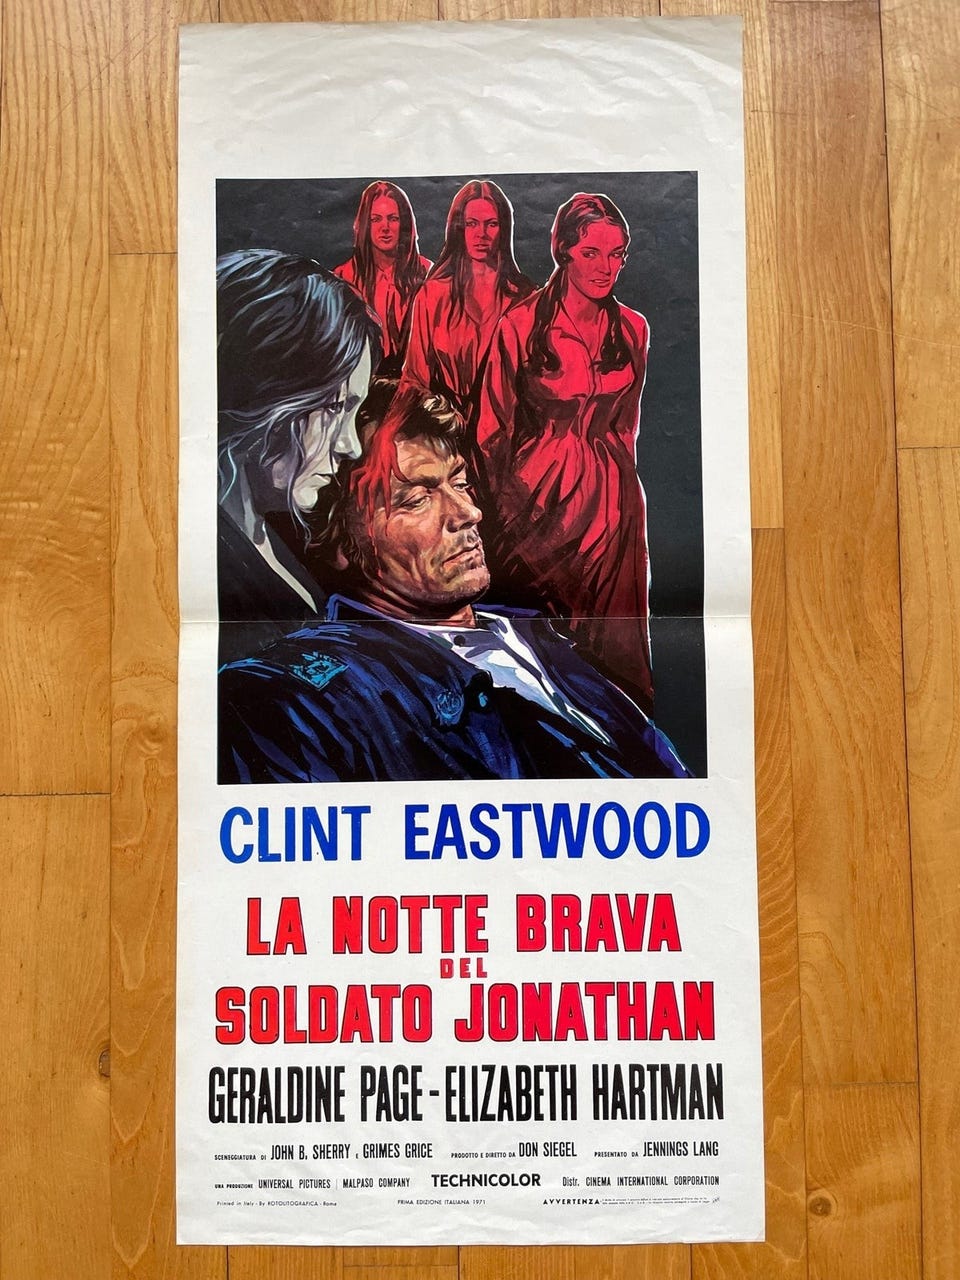 CLINT EASTWOOD
LA NOTTE BRAVA
DEL
SOLDATO JONATHAN
GERALDINE PAGE-ELIZABETH HARTMAN
SCENEGGIATURA DI JOHN B. SHERRY E GRIMES GRICE PRODOTTO E DIRETTO DA DON SIEGEL PRESENTATO DA JENNINGS LANG
UNA PRODUZIONE UNIVERSAL PICTURES | MALPASO COMPANY TECHNICOLOR Distr. CINEMA INTERNATIONAL CORPORATION
Printed in Italy - By ROTOLITOGRAFICA - Roma PRIMA EDIZIONE ITALIANA 1971 AVVERTENZA